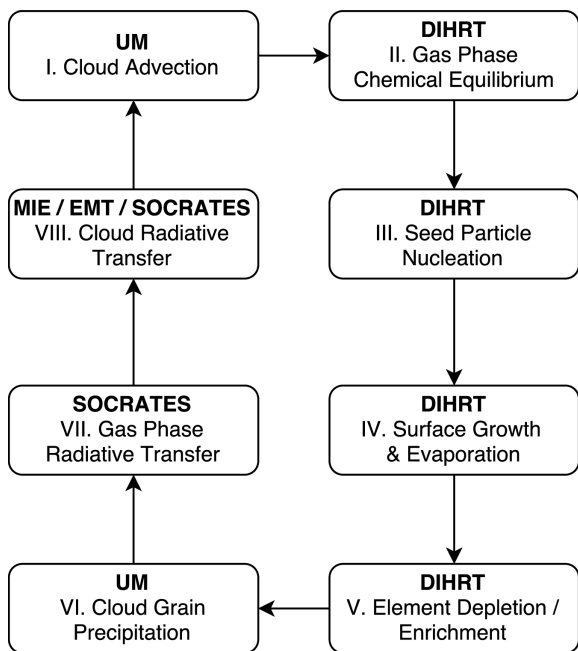 UM
I. Cloud Advection
DIHRT
II. Gas Phase
Chemical Equilibrium
DIHRT
III. Seed Particle
Nucleation
DIHRT
IV. Surface Growth
& Evaporation
DIHRT
V. Element Depletion /
Enrichment
UM
VI. Cloud Grain
Precipitation
SOCRATES
VII. Gas Phase
Radiative Transfer
MIE / EMT / SOCRATES
VIII. Cloud Radiative
Transfer